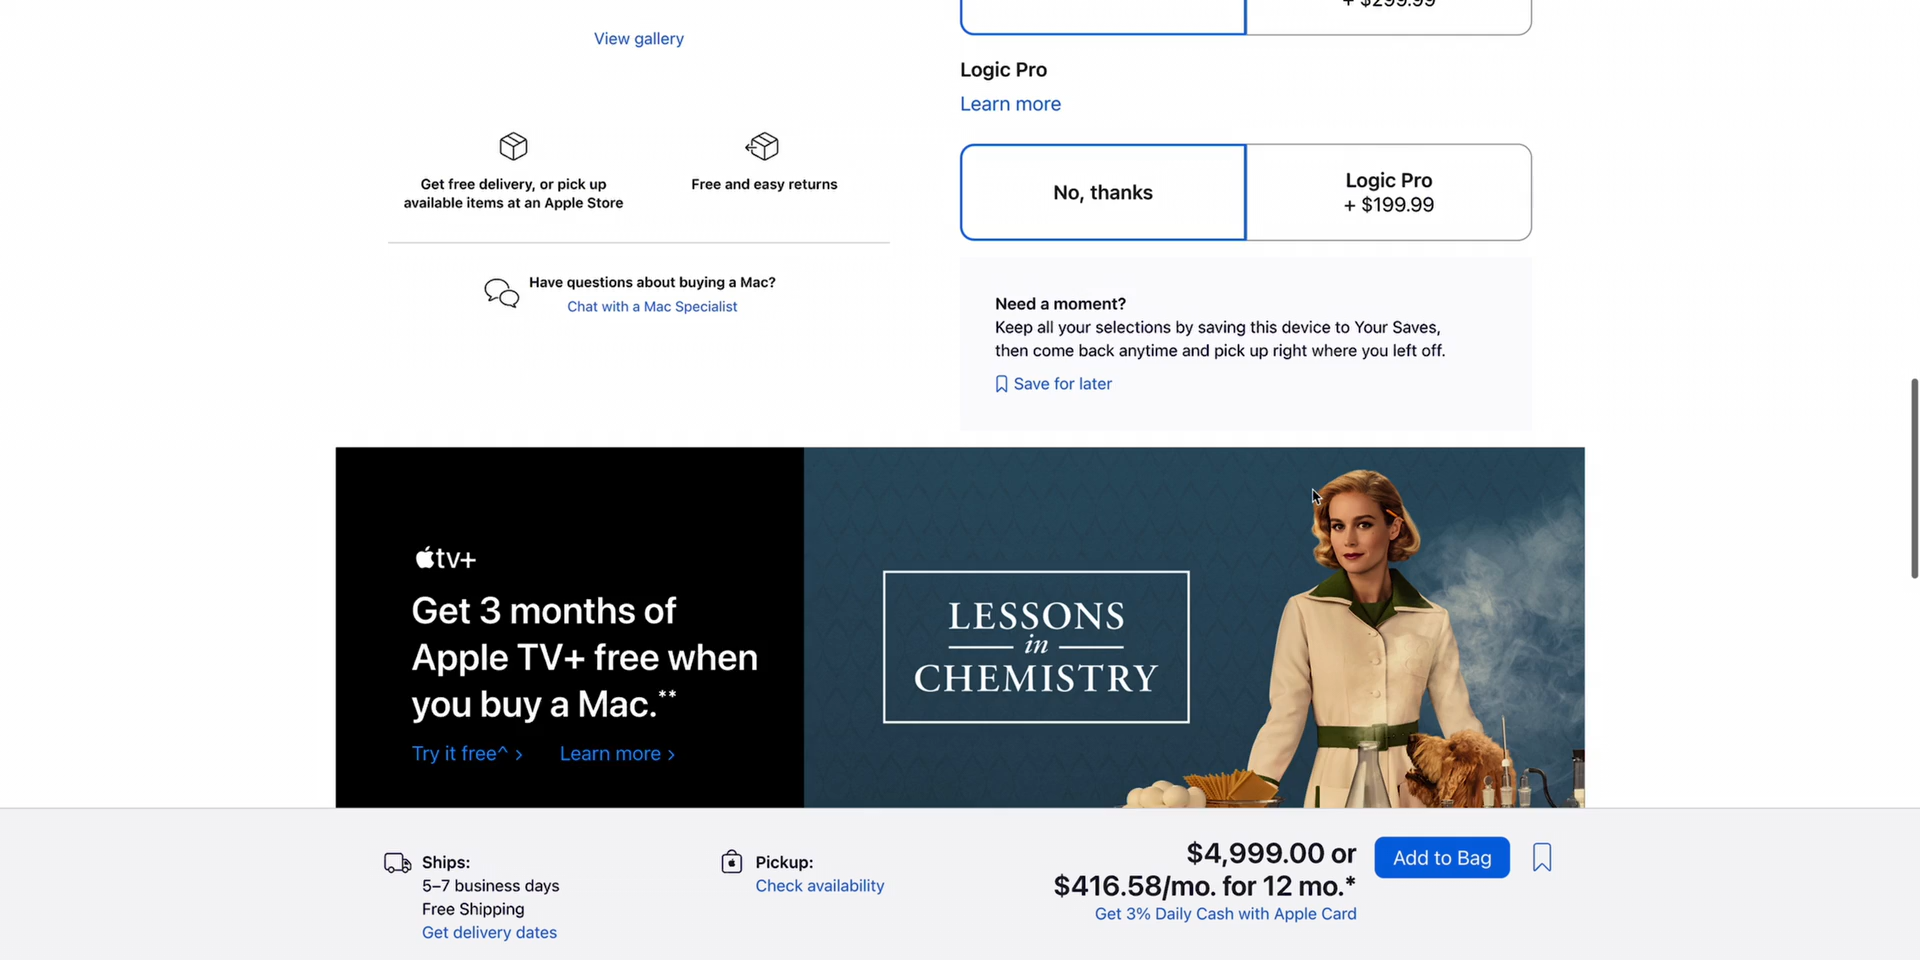 View gallery
Get free delivery, or pick up
available items at an Apple Store
Free and easy returns
Have questions about buying a Mac?
Chat with a Mac Specialist
+ $299.99
Logic Pro
Learn more
No, thanks
Logic Pro
+ $199.99
Need a moment?
Keep all your selections by saving this device to Your Saves,
then come back anytime and pick up right where you left off.
Save for later
tv+
Get 3 months of
Apple TV+ free when
you buy a Mac.**
Try it free^ >
Learn more >
LESSONS
in
CHEMISTRY
Ships:
5–7 business days
Free Shipping
Get delivery dates
Pickup:
Check availability
$4,999.00 or
$416.58/mo. for 12 mo.*
Get 3% Daily Cash with Apple Card
Add to Bag